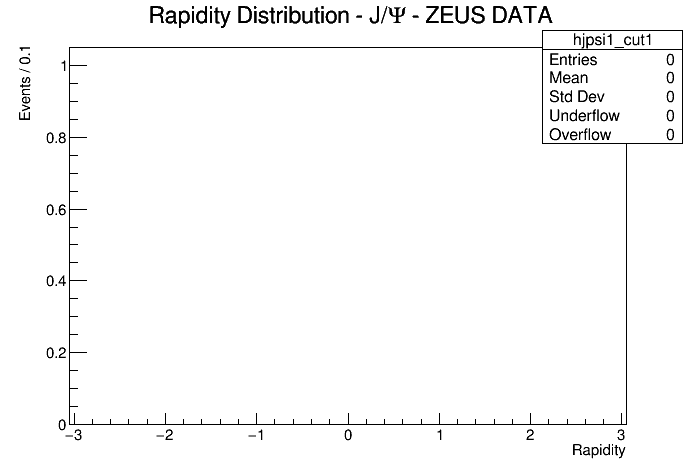 Rapidity Distribution - J/Ψ - ZEUS DATA
hjpsi1_cut1
Entries 0
Mean 0
Std Dev 0
Underflow 0
Overflow 0
Events / 0.1
1
0.8
0.6
0.4
0.2
0
−3 −2 −1 0 1 2 3
Rapidity